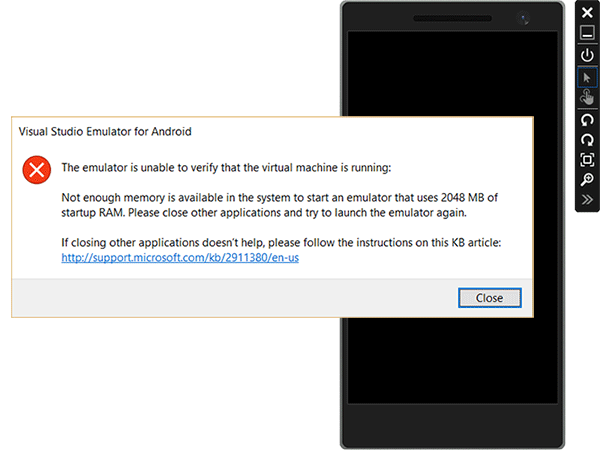 Visual Studio Emulator for Android
The emulator is unable to verify that the virtual machine is running:
Not enough memory is available in the system to start an emulator that uses 2048 MB of
startup RAM. Please close other applications and try to launch the emulator again.
If closing other applications doesn't help, please follow the instructions on this KB article:
http://support.microsoft.com/kb/2911380/en-us
Close